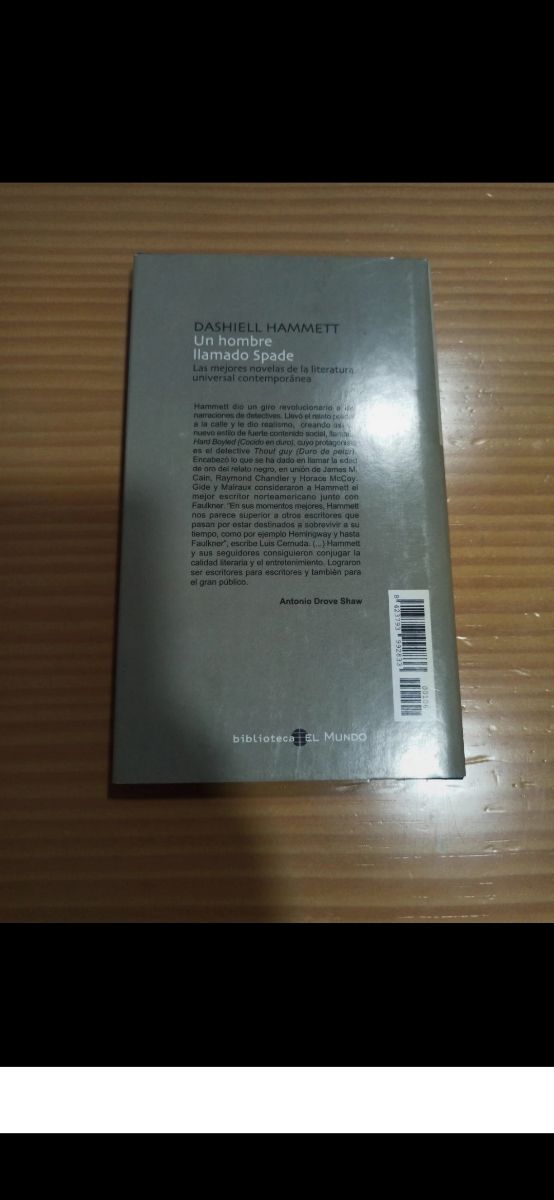 DASHIELL HAMMETT
Un hombre
llamado Spade
Las mejores novelas de la literatura
universal contemporánea
Hammett dio un giro revolucionario a
narraciones de detectives. Llevó el relato
a la calle y le dio realismo, creando
nuevo estilo de fuerte contenido social,
Hard Boyled (Cocido en duro), cuyo protagonista
es el detective Thout guy (Duro de pelar).
Encabezó lo que se ha dado en llamar la edad
de oro del relato negro, en unión de James M.
Cain, Raymond Chandler y Horace McCoy.
Gide y Malraux consideraron a Hammett el
mejor escritor norteamericano junto con
Faulkner. "En sus momentos mejores, Hammett
nos parece superior a otros escritores que
pasan por estar destinados a sobrevivir a su
tiempo, como por ejemplo Hemingway y hasta
Faulkner", escribe Luis Cernuda. (...) Hammett
y sus seguidores consiguieron conjugar la
calidad literaria y el entretenimiento. Lograron
ser escritores para escritores y también para
el gran público.
Antonio Drove Shaw
8 423793 992633
00106
biblioteca EL MUNDO